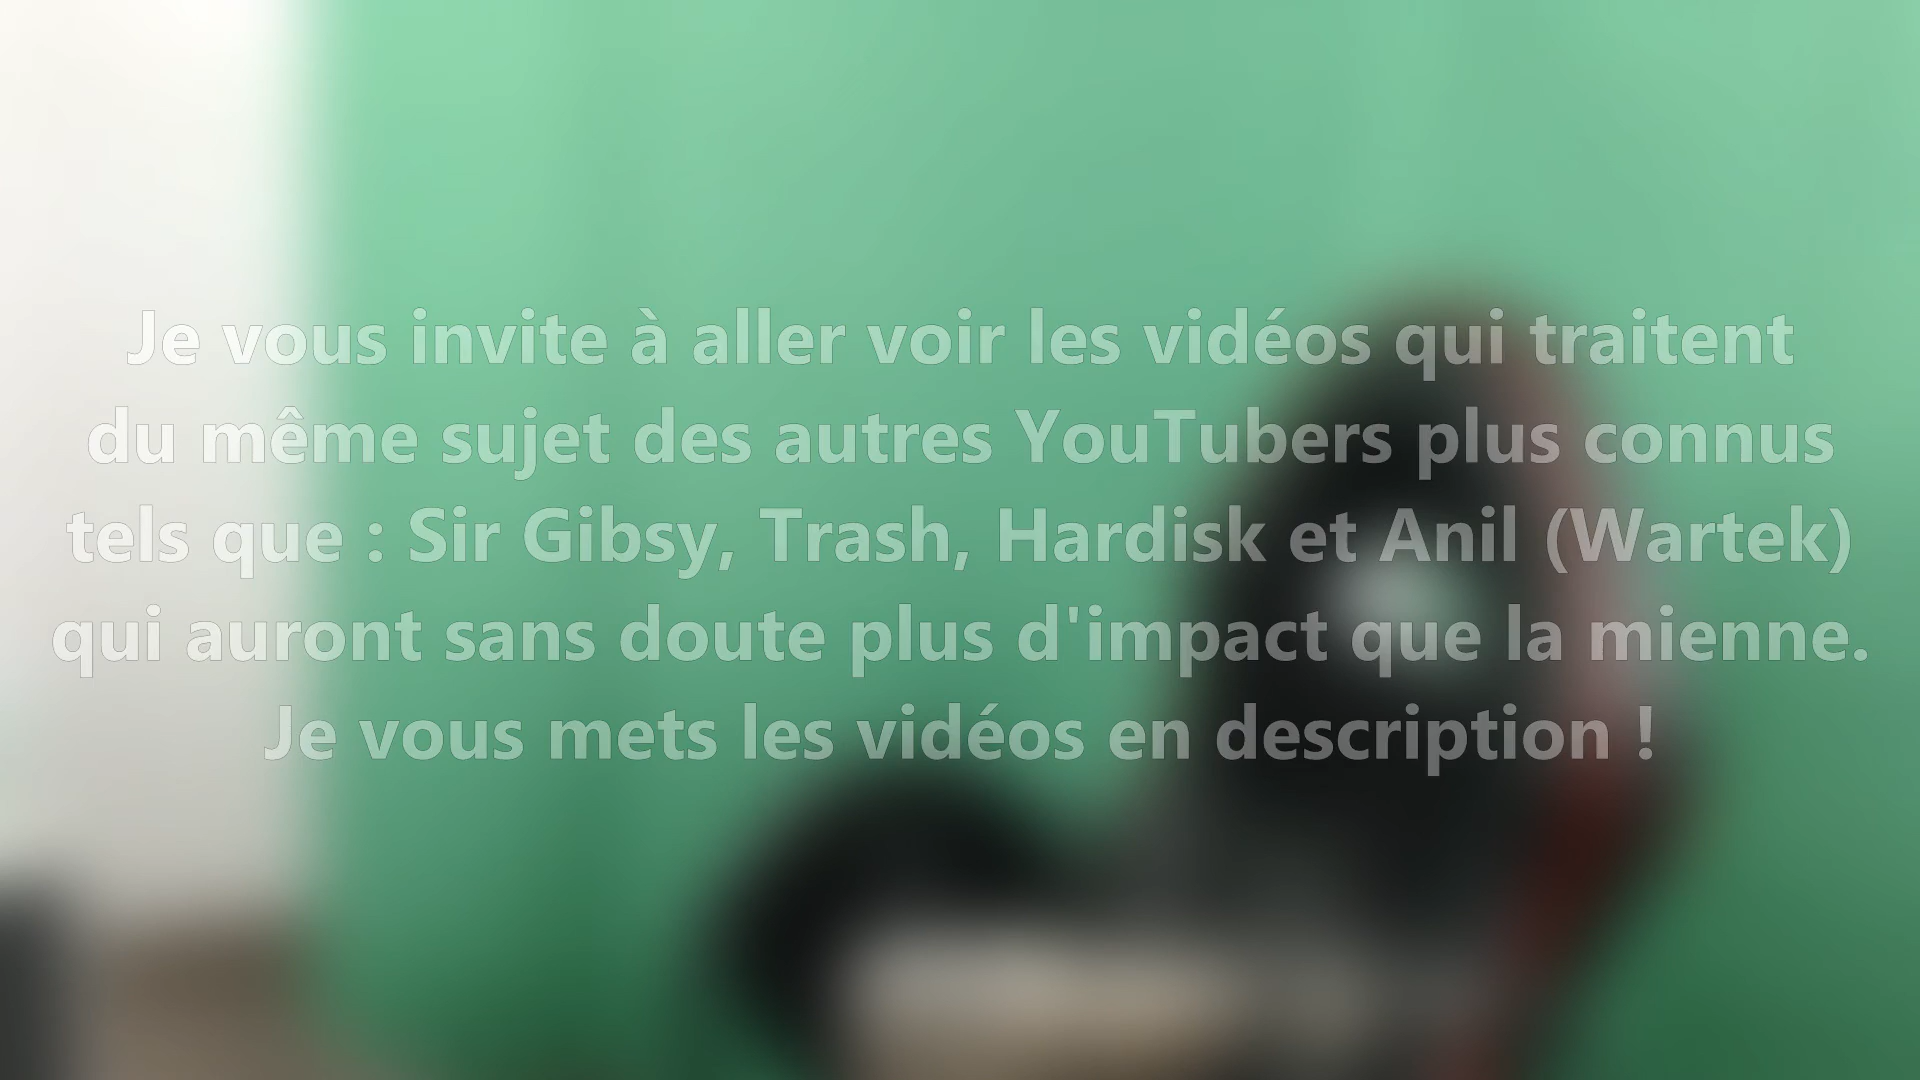 Je vous invite à aller voir les vidéos qui traitent
du même sujet des autres YouTubers plus connus
tels que : Sir Gibsy, Trash, Hardisk et Anil (Wartek)
qui auront sans doute plus d'impact que la mienne.
Je vous mets les vidéos en description !